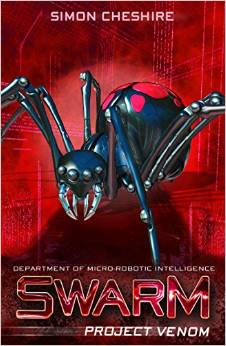 SIMON CHESHIRE
DEPARTMENT OF MICRO-ROBOTIC INTELLIGENCE
SWARM
PROJECT VENOM